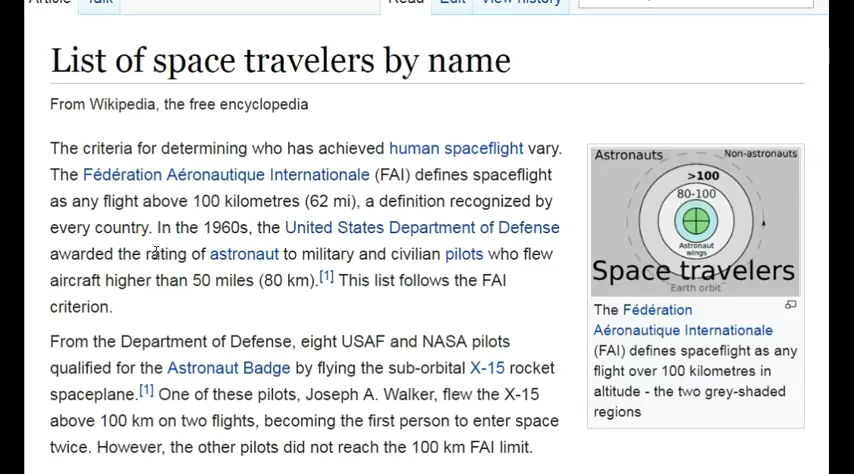 Article Talk Read Edit View history
List of space travelers by name
From Wikipedia, the free encyclopedia
The criteria for determining who has achieved human spaceflight vary.
The Fédération Aéronautique Internationale (FAI) defines spaceflight
as any flight above 100 kilometres (62 mi), a definition recognized by
every country. In the 1960s, the United States Department of Defense
awarded the rating of astronaut to military and civilian pilots who flew
aircraft higher than 50 miles (80 km).[1] This list follows the FAI
criterion.
From the Department of Defense, eight USAF and NASA pilots
qualified for the Astronaut Badge by flying the sub-orbital X-15 rocket
spaceplane.[1] One of these pilots, Joseph A. Walker, flew the X-15
above 100 km on two flights, becoming the first person to enter space
twice. However, the other pilots did not reach the 100 km FAI limit.
Astronauts Non-astronauts
>100
80-100
Astronaut
wings
Space travelers
Earth orbit
The Fédération
Aéronautique Internationale
(FAI) defines spaceflight as any
flight over 100 kilometres in
altitude - the two grey-shaded
regions